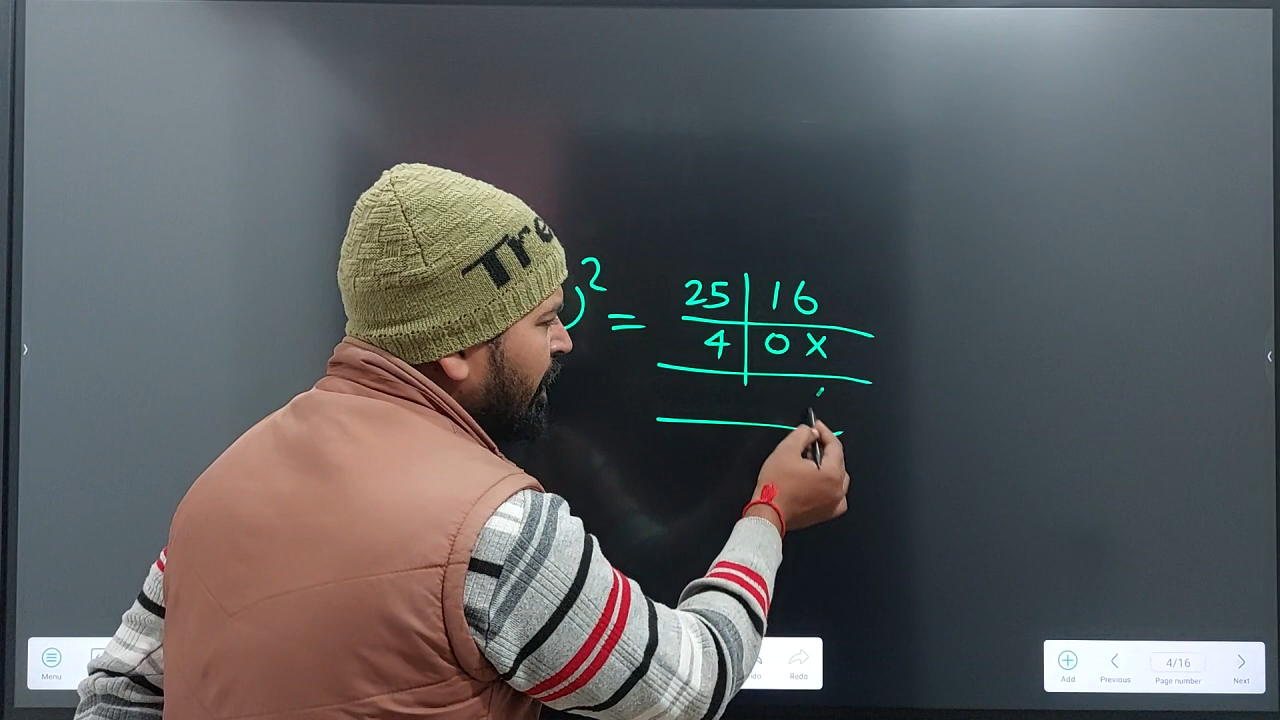 Tre
)² = 25 | 16
4 | 0 x
Menu
Redo
Add
Previous
4/16
Page number
Next